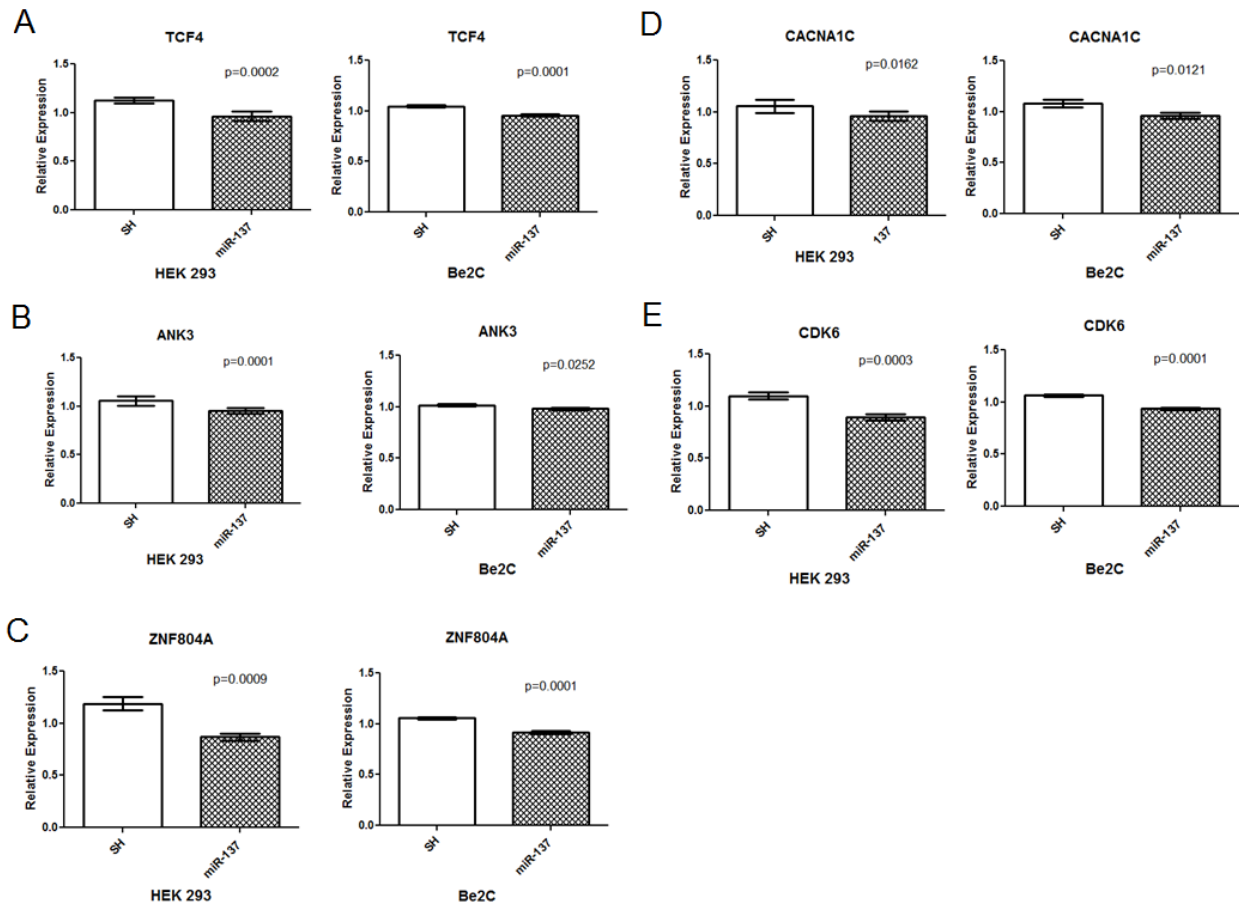 A
TCF4
p=0.0002
Relative Expression
1.5
1.0
0.5
0.0
SH
miR-137
HEK 293
TCF4
p=0.0001
Relative Expression
1.5
1.0
0.5
0.0
SH
miR-137
Be2C
D
CACNA1C
p=0.0162
Relative Expression
1.5
1.0
0.5
0.0
SH
137
HEK 293
CACNA1C
p=0.0121
Relative Expression
1.5
1.0
0.5
0.0
SH
miR-137
Be2C
B
ANK3
p=0.0001
Relative Expression
1.5
1.0
0.5
0.0
SH
miR-137
HEK 293
ANK3
p=0.0252
Relative Expression
1.5
1.0
0.5
0.0
SH
miR-137
Be2C
E
CDK6
p=0.0003
Relative Expression
1.5
1.0
0.5
0.0
SH
miR-137
HEK 293
CDK6
p=0.0001
Relative Expression
1.5
1.0
0.5
0.0
SH
miR-137
Be2C
C
ZNF804A
p=0.0009
Relative Expression
1.5
1.0
0.5
0.0
SH
miR-137
HEK 293
ZNF804A
p=0.0001
Relative Expression
1.5
1.0
0.5
0.0
SH
miR-137
Be2C